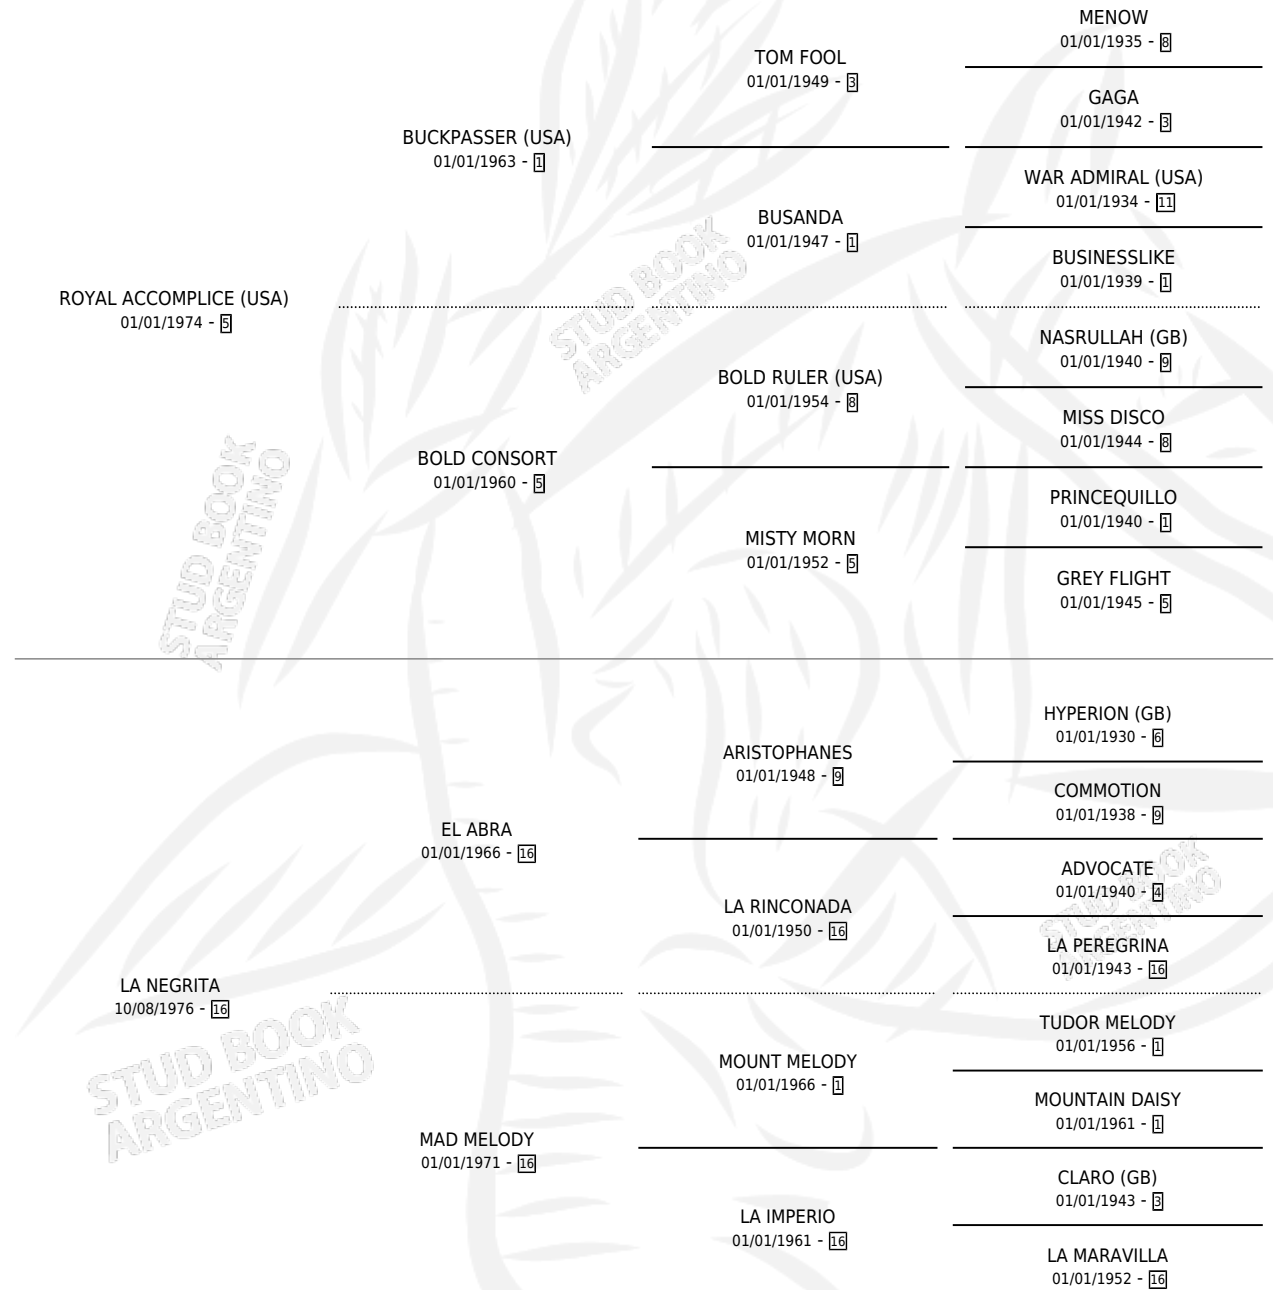 MENOW
01/01/1935 - 8
TOM FOOL
01/01/1949 - 3
GAGA
01/01/1942 - 3
BUCKPASSER (USA)
01/01/1963 - 1
WAR ADMIRAL (USA)
01/01/1934 - 11
BUSANDA
01/01/1947 - 1
BUSINESSLIKE
01/01/1939 - 1
ROYAL ACCOMPLICE (USA)
01/01/1974 - 5
NASRULLAH (GB)
01/01/1940 - 9
BOLD RULER (USA)
01/01/1954 - 8
MISS DISCO
01/01/1944 - 8
BOLD CONSORT
01/01/1960 - 5
PRINCEQUILLO
01/01/1940 - 1
MISTY MORN
01/01/1952 - 5
GREY FLIGHT
01/01/1945 - 5
STUD BOOK
ARGENTINO
STUD BOOK
ARGENTINO
HYPERION (GB)
01/01/1930 - 6
ARISTOPHANES
01/01/1948 - 9
COMMOTION
01/01/1938 - 9
EL ABRA
01/01/1966 - 16
ADVOCATE
01/01/1940 - 4
LA RINCONADA
01/01/1950 - 16
LA PEREGRINA
01/01/1943 - 16
STUD BOOK
ARGENTINO
LA NEGRITA
10/08/1976 - 16
TUDOR MELODY
01/01/1956 - 1
MOUNT MELODY
01/01/1966 - 1
MOUNTAIN DAISY
01/01/1961 - 1
STUD BOOK
ARGENTINO
MAD MELODY
01/01/1971 - 16
CLARO (GB)
01/01/1943 - 3
LA IMPERIO
01/01/1961 - 16
LA MARAVILLA
01/01/1952 - 16